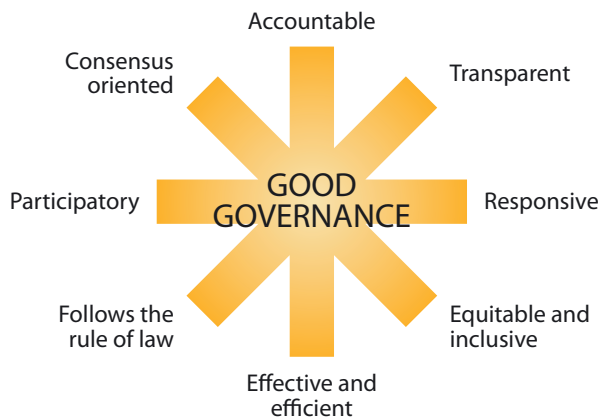 Accountable
Consensus
oriented
Transparent
Participatory
GOOD
GOVERNANCE
Responsive
Follows the
rule of law
Equitable and
inclusive
Effective and
efficient